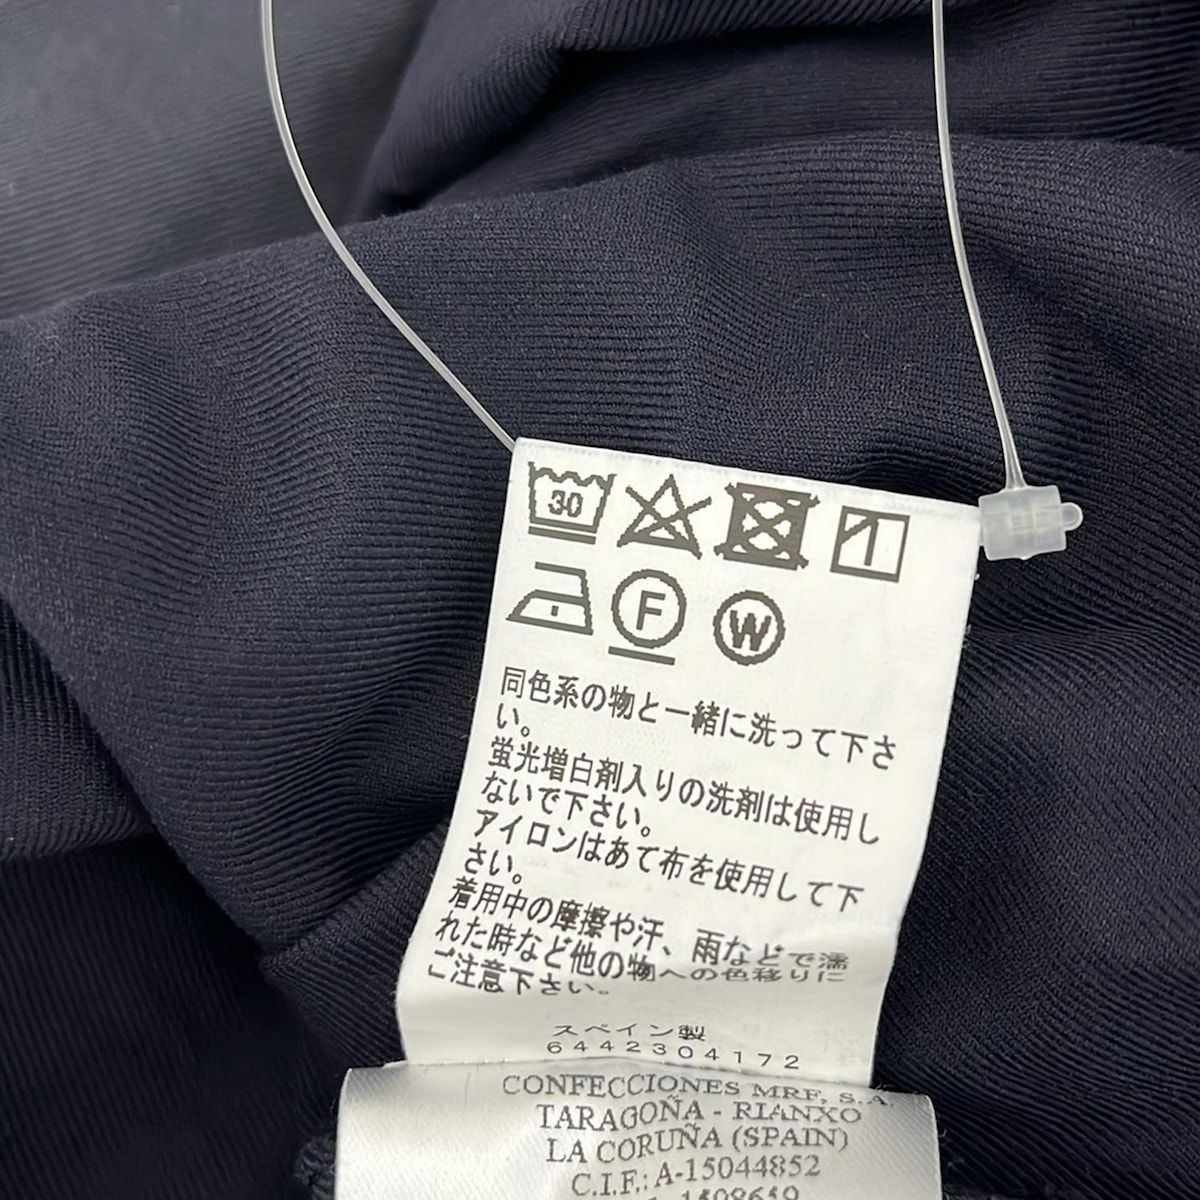 30
F
W
同色系の物と一緒に洗って下さ
い。
蛍光増白剤入りの洗剤は使用し
ないで下さい。
アイロンはあて布を使用して下
さい。
着用中の摩擦や汗、雨などで濡
れた時など他の物への色移りに
ご注意下さい。
スペイン製
6442304172
CONFECCIONES MRF, S.A.
TARAGOÑA - RIANXO
LA CORUÑA (SPAIN)
C.I.F.: A-15044852